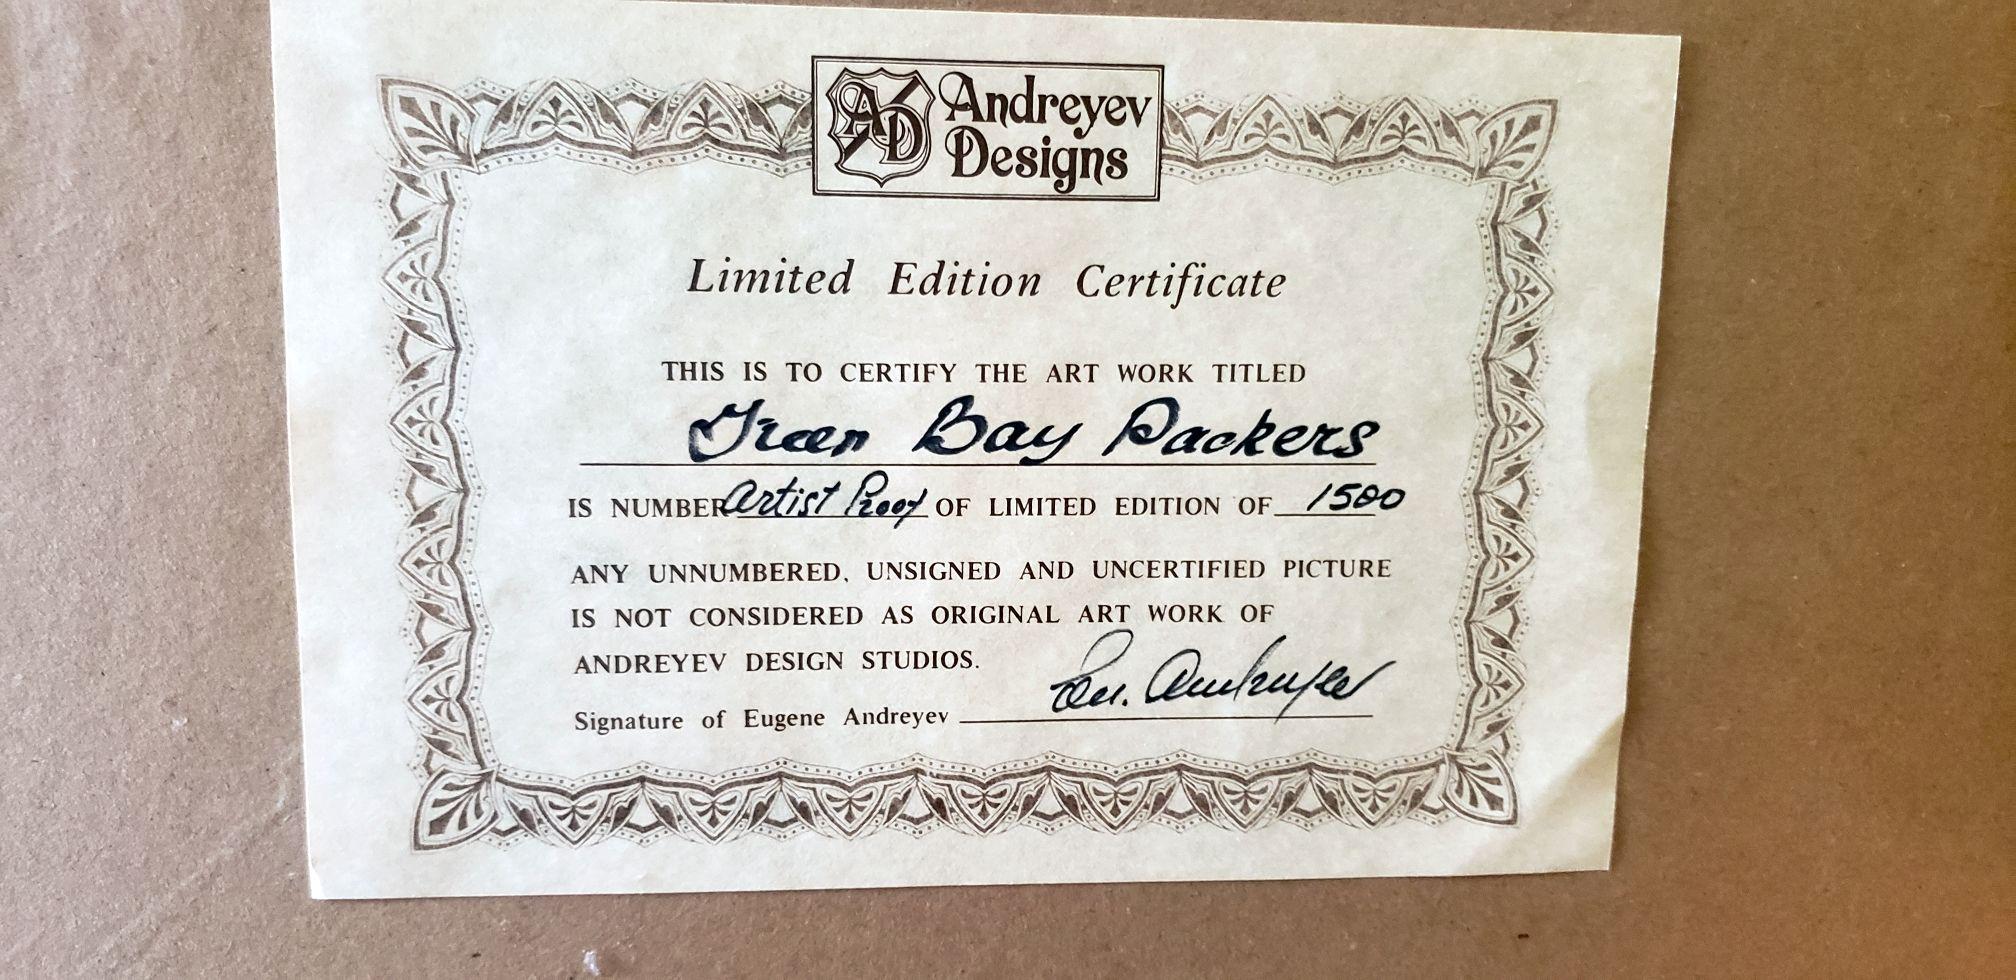 AD Andreyev
Designs
Limited Edition Certificate
THIS IS TO CERTIFY THE ART WORK TITLED
Green Bay Packers
IS NUMBER Artist Proof OF LIMITED EDITION OF 1500
ANY UNNUMBERED, UNSIGNED AND UNCERTIFIED PICTURE
IS NOT CONSIDERED AS ORIGINAL ART WORK OF
ANDREYEV DESIGN STUDIOS.
Signature of Eugene Andreyev Eu. Andreyev